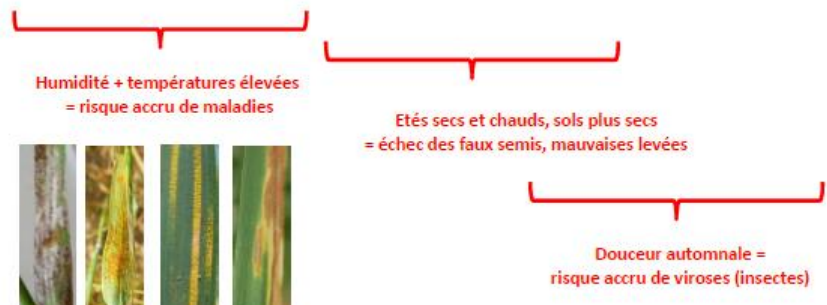 Humidité + températures élevées
= risque accru de maladies
Etés secs et chauds, sols plus secs
= échec des faux semis, mauvaises levées
Douceur automnale =
risque accru de viroses (insectes)